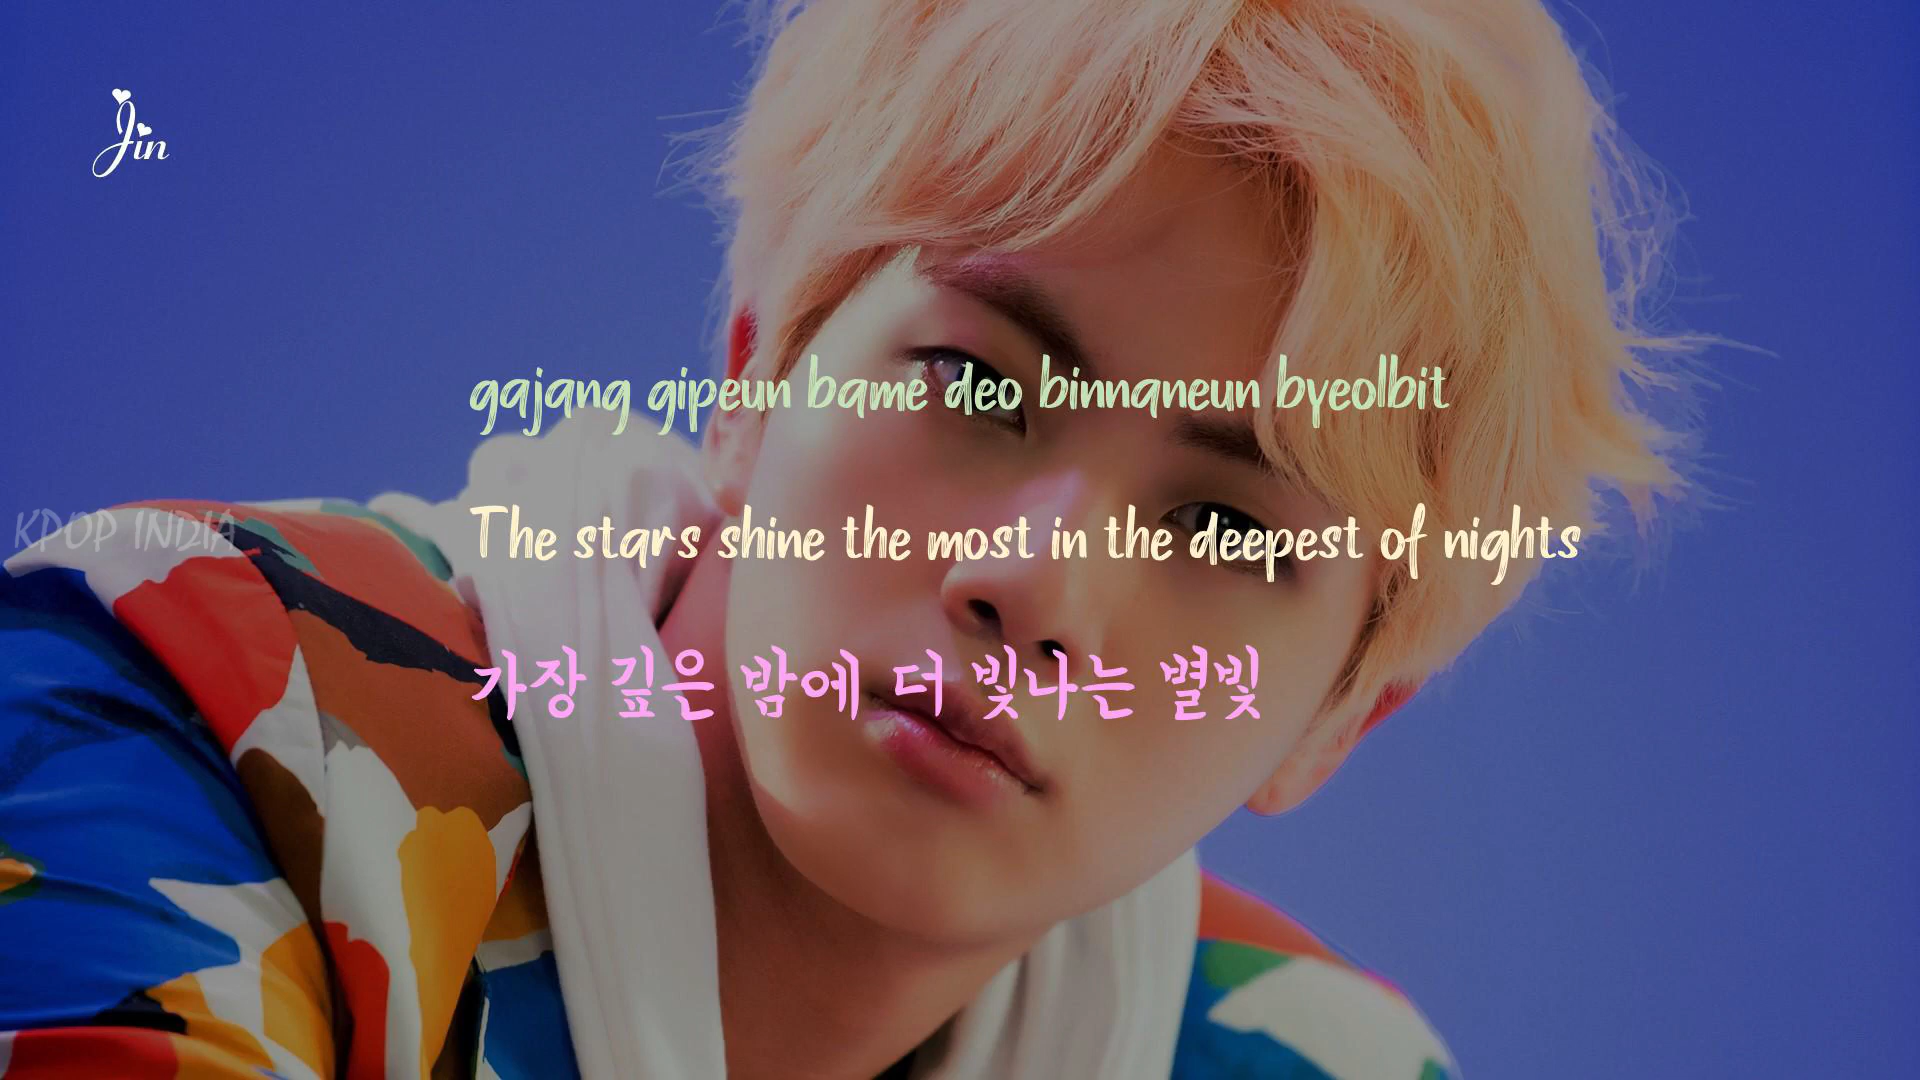 Jin
gajang gipeun bame deo binnaneun byeolbit
KPOP INDIA
The stars shine the most in the deepest of nights
가장 깊은 밤에 더 빛나는 별빛